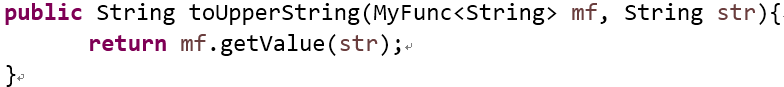 public String toUpperString(MyFunc<String> mf, String str){
return mf.getValue(str);
}